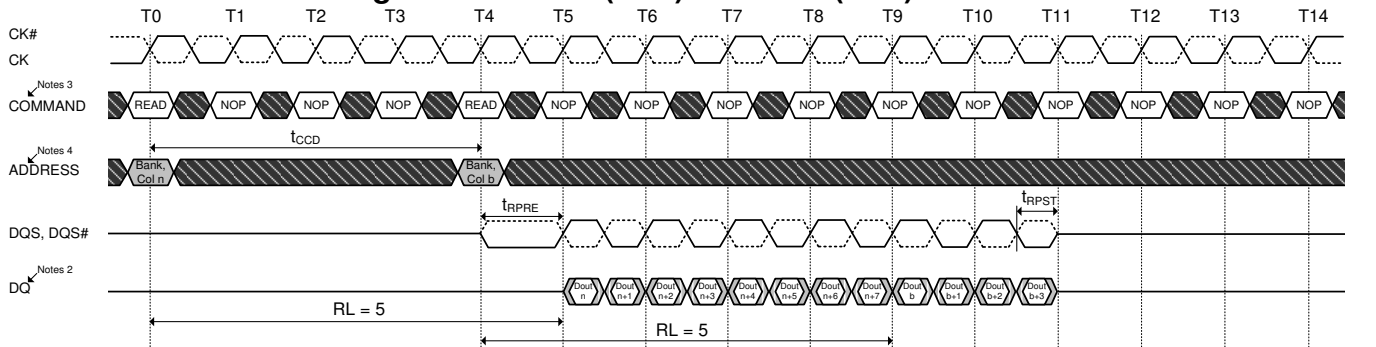 T0 T1 T2 T3 T4 T5 T6 T7 T8 T9 T10 T11 T12 T13 T14
CK#
CK
Notes 3
COMMAND READ NOP NOP NOP READ NOP NOP NOP NOP NOP NOP NOP NOP NOP NOP
tCCD
Notes 4
ADDRESS Bank, Col n Bank, Col b
tRPRE tRPST
DQS, DQS#
Notes 2
DQ Dout n Dout n+1 Dout n+2 Dout n+3 Dout n+4 Dout n+5 Dout n+6 Dout n+7 Dout b Dout b+1 Dout b+2 Dout b+3
RL = 5
RL = 5